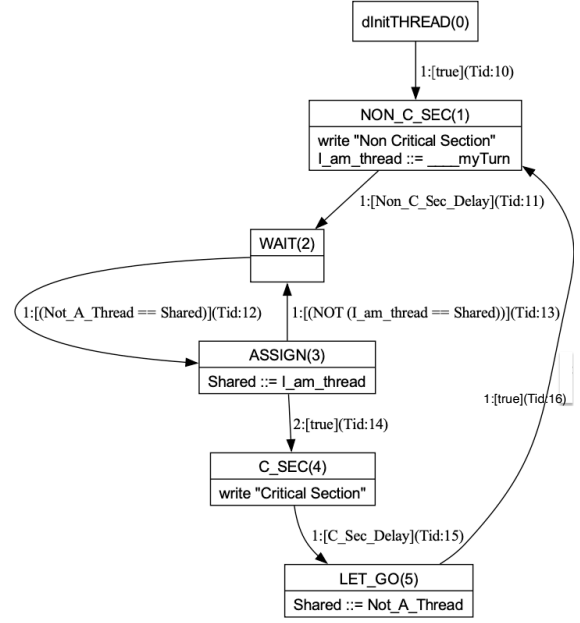 dInitTHREAD(0)
1:[true](Tid:10)
NON_C_SEC(1)
write "Non Critical Section"
I_am_thread ::= ____myTurn
1:[Non_C_Sec_Delay](Tid:11)
WAIT(2)
1:[(Not_A_Thread == Shared)](Tid:12)
1:[(NOT (I_am_thread == Shared))](Tid:13)
ASSIGN(3)
Shared ::= I_am_thread
1:[true](Tid:16)
2:[true](Tid:14)
C_SEC(4)
write "Critical Section"
1:[C_Sec_Delay](Tid:15)
LET_GO(5)
Shared ::= Not_A_Thread